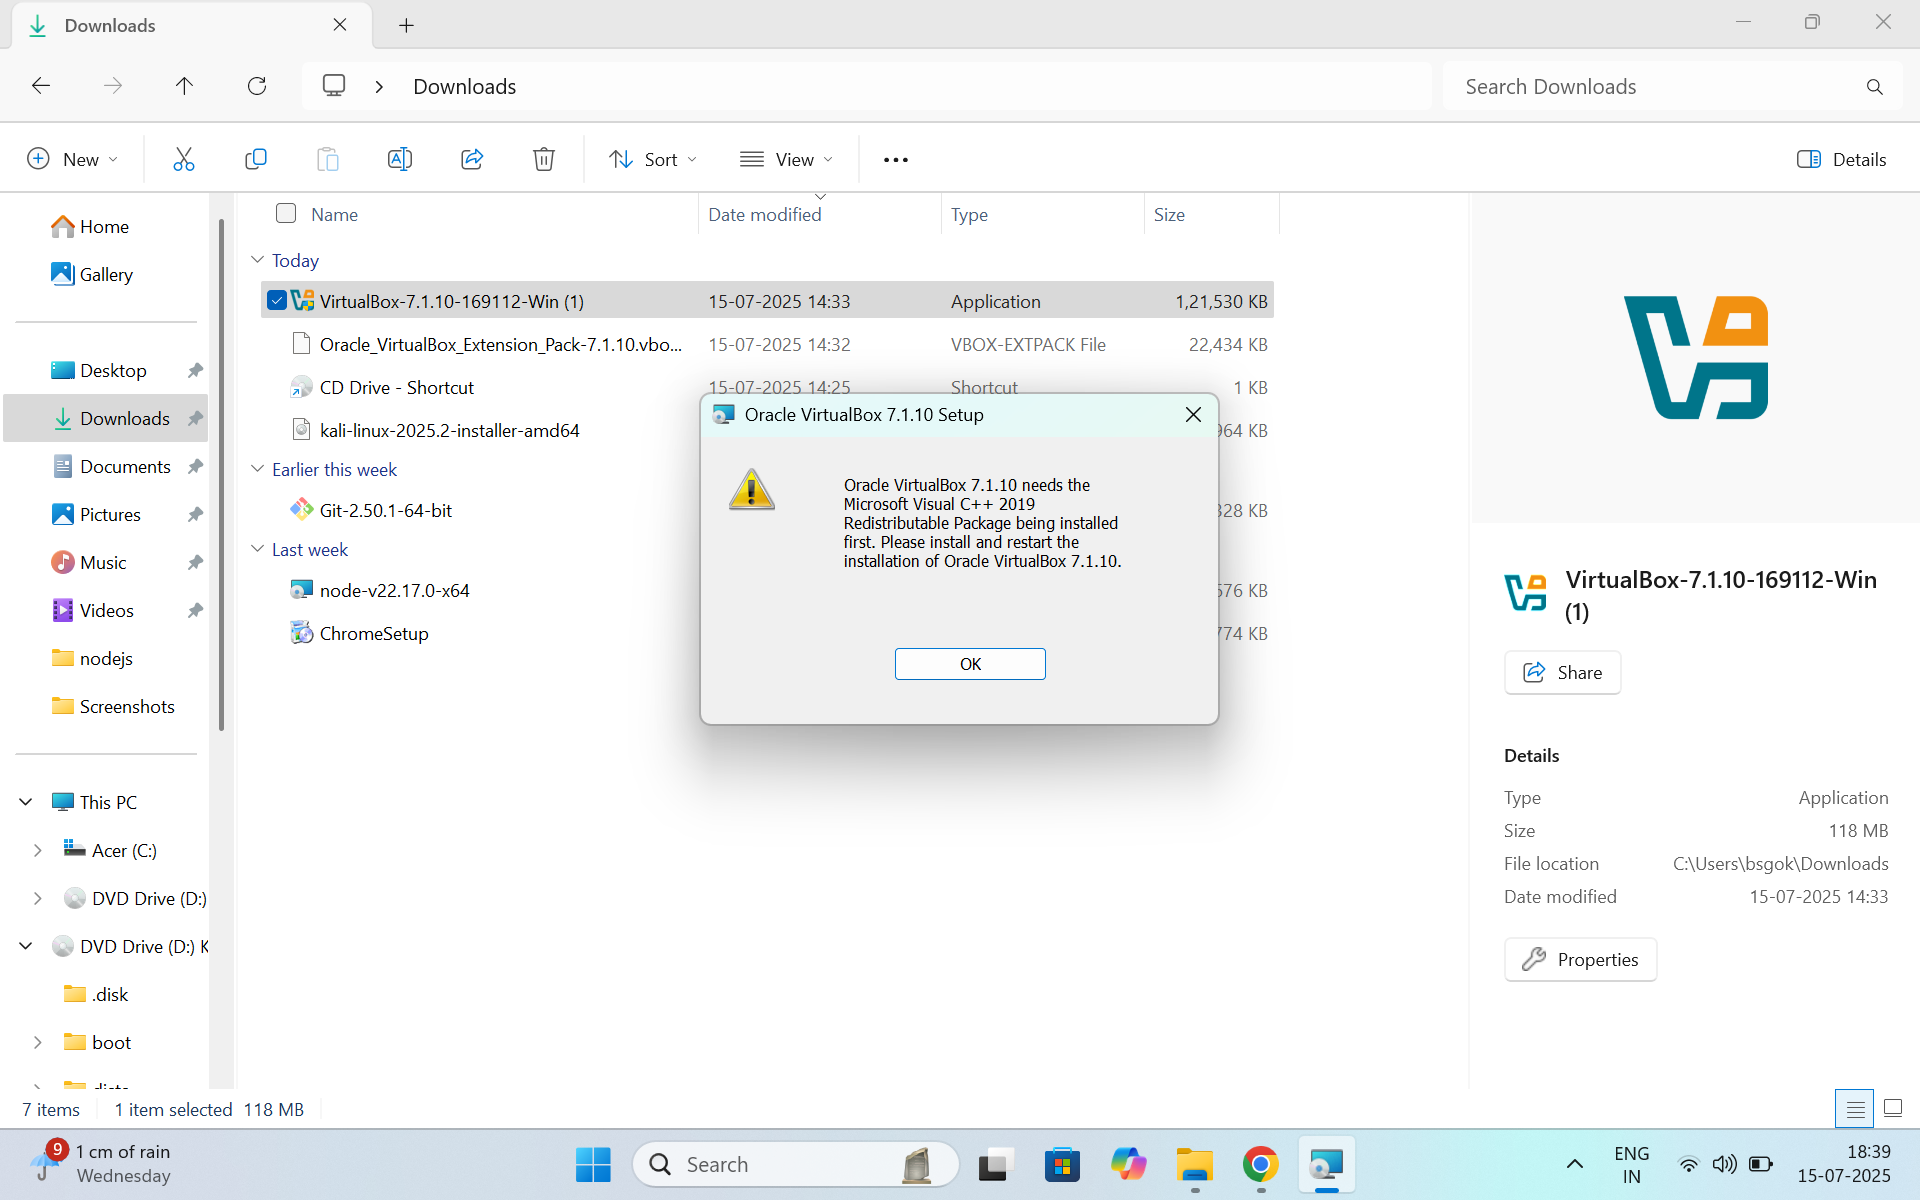 Downloads
Downloads
Search Downloads
New
Sort
View
Details
Home
Gallery
Desktop
Downloads
Documents
Pictures
Music
Videos
nodejs
Screenshots
This PC
Acer (C:)
DVD Drive (D:)
DVD Drive (D:) K
.disk
boot
Name Date modified Type Size
Today
VirtualBox-7.1.10-169112-Win (1) 15-07-2025 14:33 Application 1,21,530 KB
Oracle_VirtualBox_Extension_Pack-7.1.10.vbo... 15-07-2025 14:32 VBOX-EXTPACK File 22,434 KB
CD Drive - Shortcut 15-07-2025 14:25 Shortcut 1 KB
kali-linux-2025.2-installer-amd64 964 KB
Earlier this week
Git-2.50.1-64-bit 328 KB
Last week
node-v22.17.0-x64 676 KB
ChromeSetup 774 KB
Oracle VirtualBox 7.1.10 Setup
Oracle VirtualBox 7.1.10 needs the
Microsoft Visual C++ 2019
Redistributable Package being installed
first. Please install and restart the
installation of Oracle VirtualBox 7.1.10.
OK
VirtualBox-7.1.10-169112-Win
(1)
Share
Details
Type Application
Size 118 MB
File location C:\Users\bsgok\Downloads
Date modified 15-07-2025 14:33
Properties
7 items 1 item selected 118 MB
9
1 cm of rain
Wednesday
Search
ENG
IN
18:39
15-07-2025